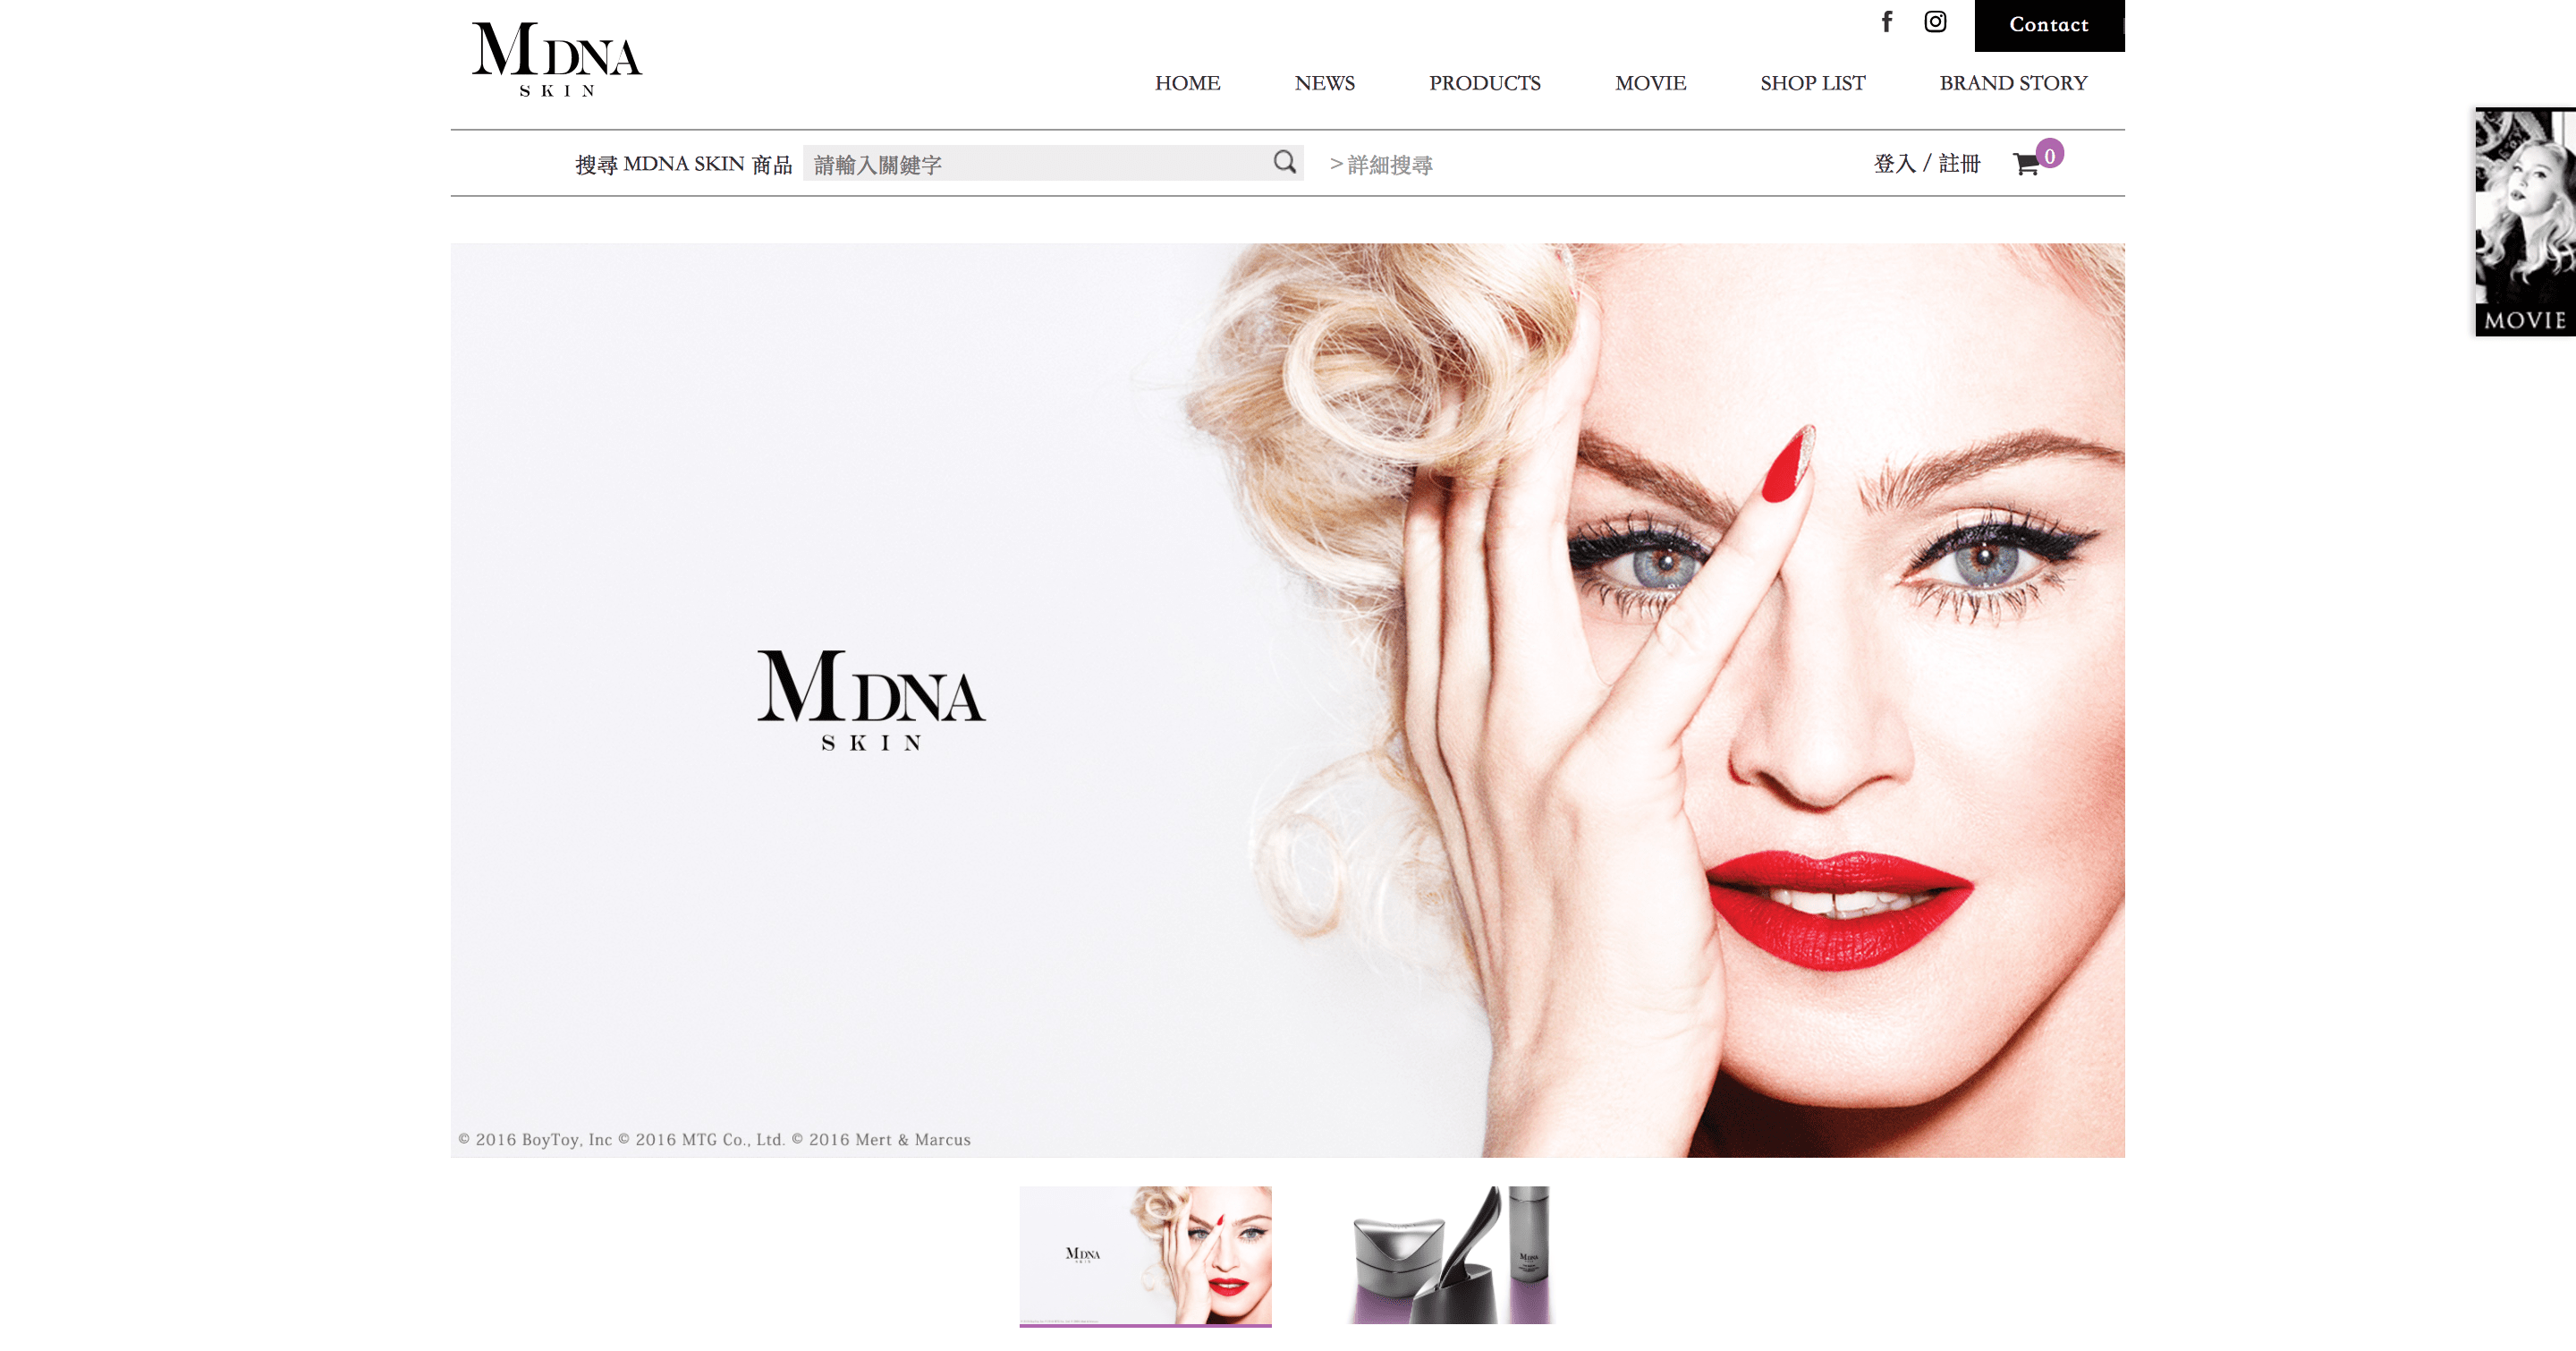 MDNA
SKIN
Contact
HOME NEWS PRODUCTS MOVIE SHOP LIST BRAND STORY
搜尋 MDNA SKIN 商品 請輸入關鍵字 > 詳細搜尋 登入 / 註冊 0
MOVIE
MDNA
SKIN
© 2016 BoyToy, Inc © 2016 MTG Co., Ltd. © 2016 Mert & Marcus
MDNA
SKIN
MDNA